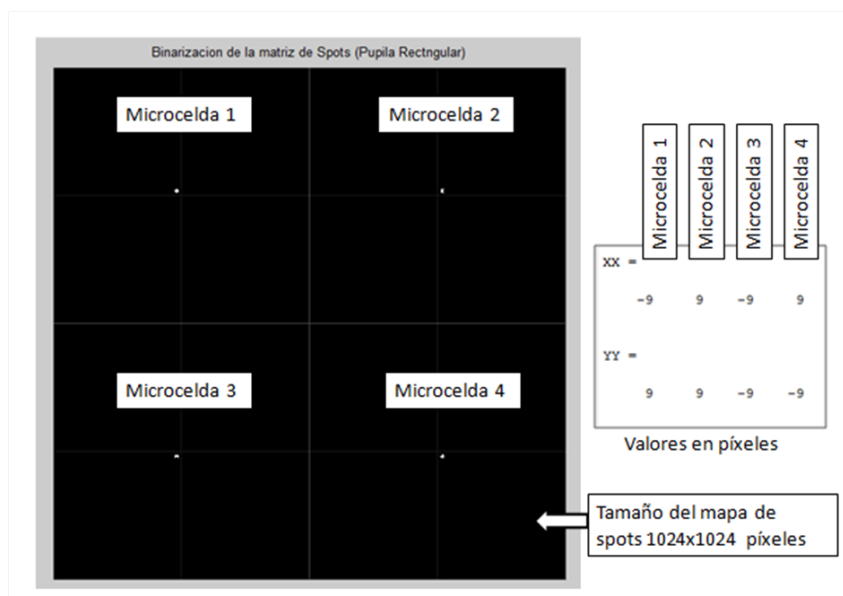 Binarizacion de la matriz de Spots (Pupila Rectngular)
Microcelda 1
Microcelda 2
Microcelda 3
Microcelda 4
Microcelda 1
Microcelda 2
Microcelda 3
Microcelda 4
XX =
-9 9 -9 9
YY =
9 9 -9 -9
Valores en píxeles
Tamaño del mapa de
spots 1024x1024 píxeles